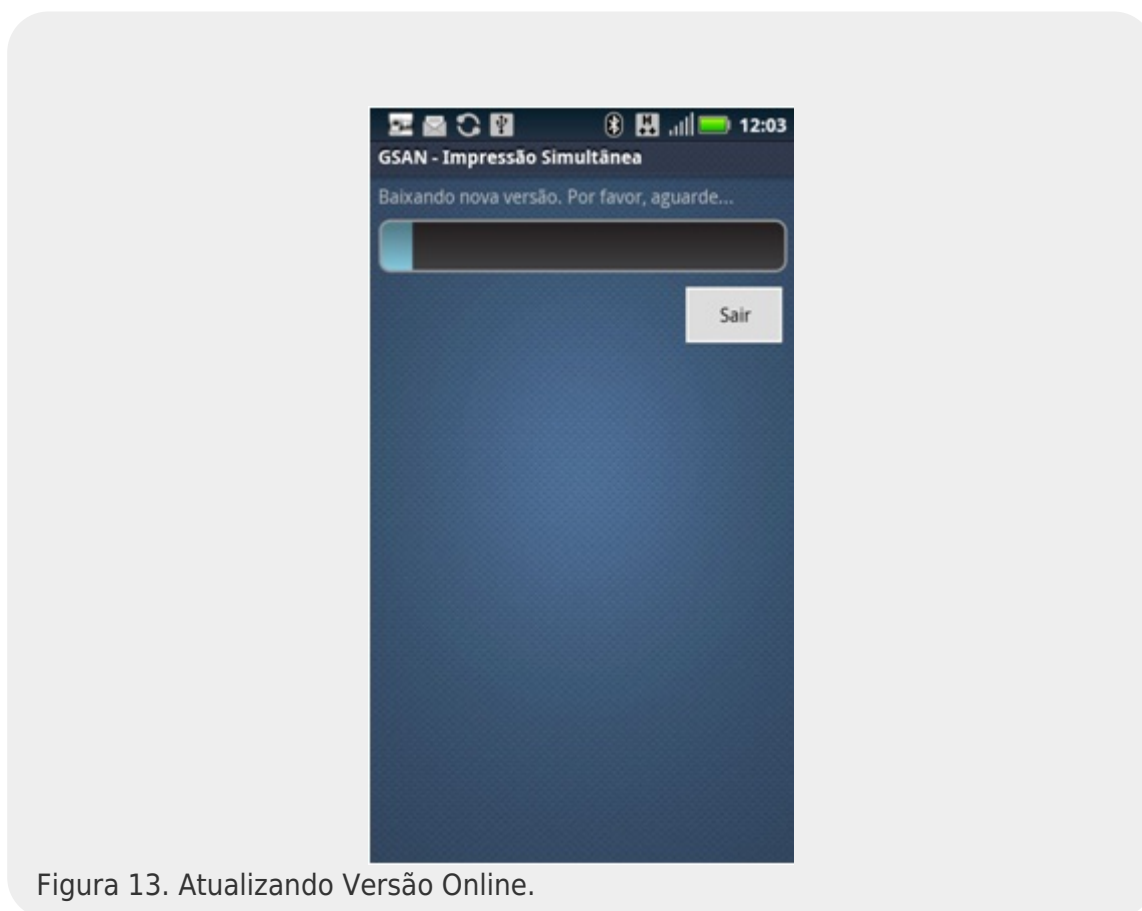 12:03
GSAN - Impressão Simultânea
Baixando nova versão. Por favor, aguarde...
Sair
Figura 13. Atualizando Versão Online.